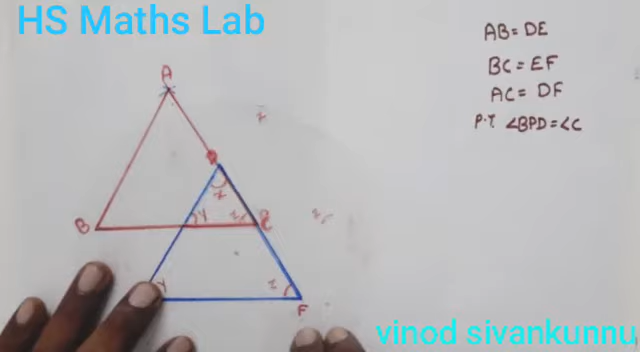 HS Maths Lab
AB = DE
BC = EF
AC = DF
P.T ∠BPD = ∠C
A
x
y
z
B
y
z
F
vinod sivankunnu